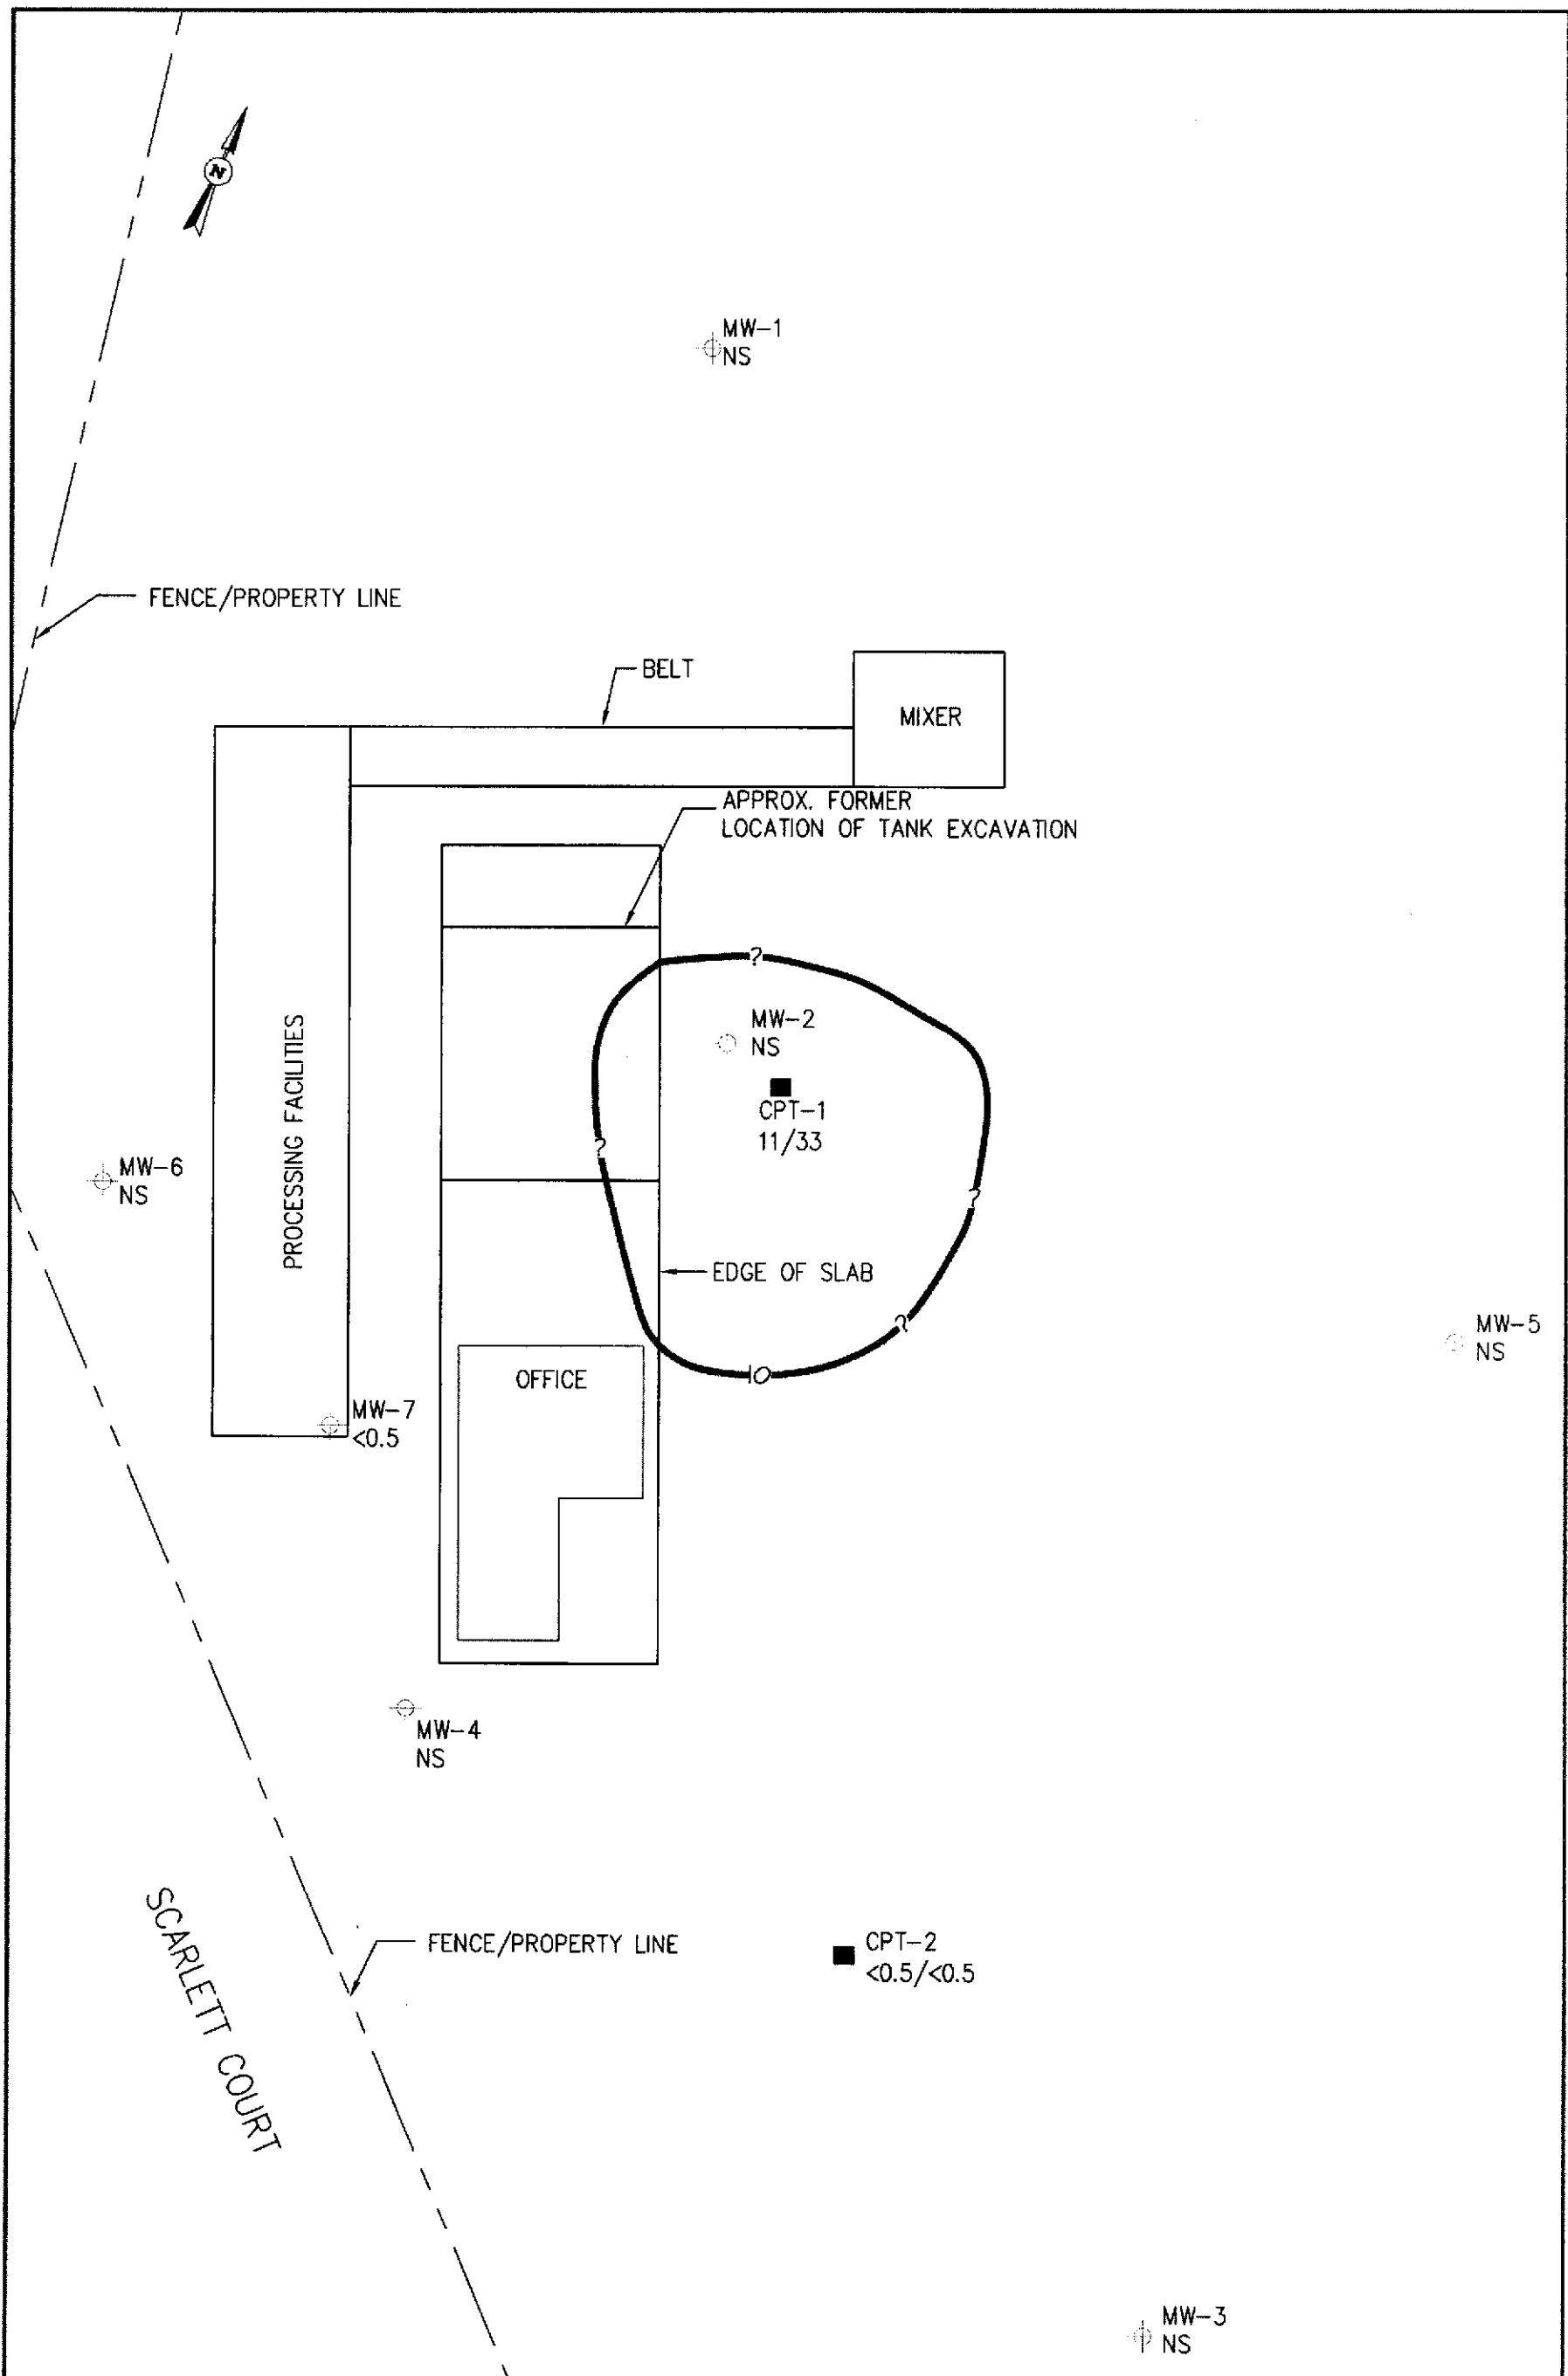 N
MW-1
NS
FENCE/PROPERTY LINE
BELT
MIXER
APPROX. FORMER
LOCATION OF TANK EXCAVATION
?
MW-2
NS
CPT-1
11/33
?
MW-6
NS
PROCESSING FACILITIES
?
EDGE OF SLAB
?
MW-5
NS
10
OFFICE
MW-7
<0.5
MW-4
NS
SCARLETT COURT
FENCE/PROPERTY LINE
CPT-2
<0.5/<0.5
MW-3
NS